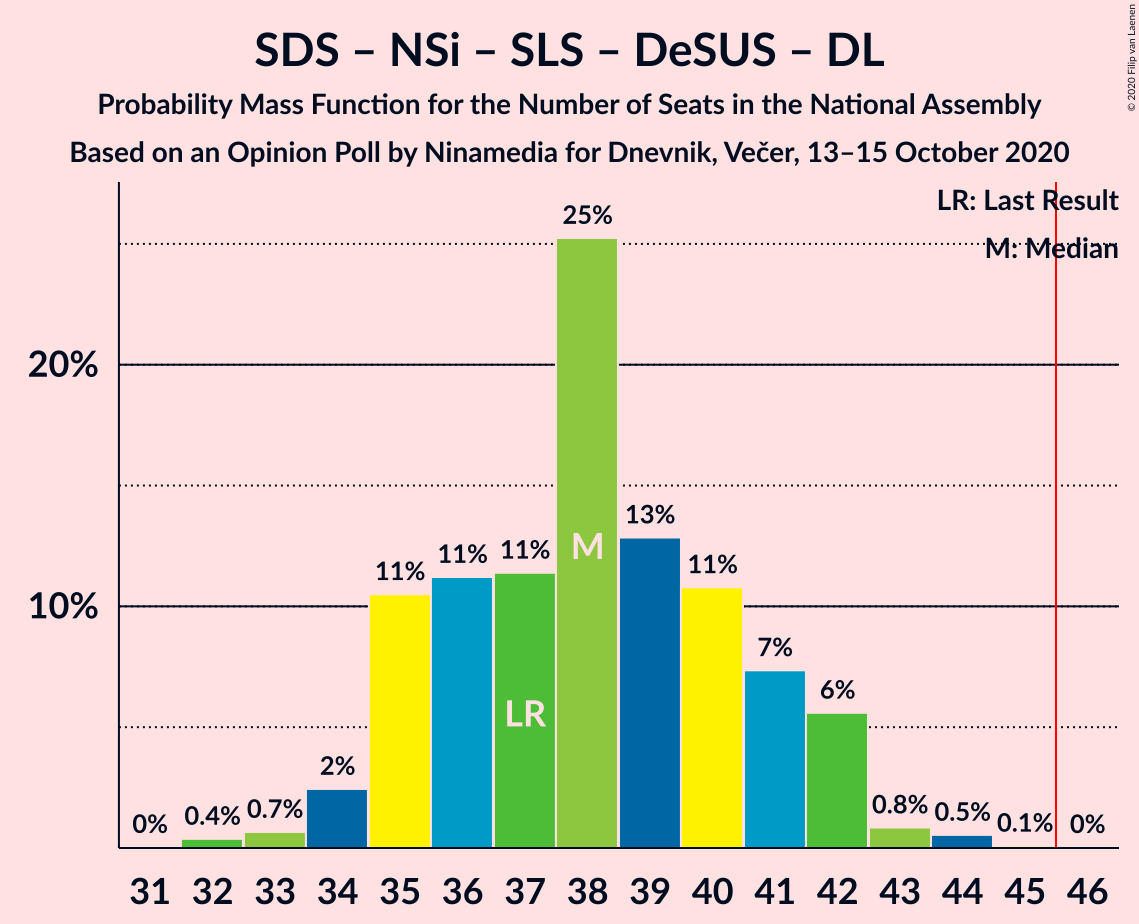 SDS – NSi – SLS – DeSUS – DL
Probability Mass Function for the Number of Seats in the National Assembly
Based on an Opinion Poll by Ninamedia for Dnevnik, Večer, 13–15 October 2020
© 2020 Filip van Laenen
LR: Last Result
M: Median
25%
20%
13%
M
11% 11% 11% 11%
10%
7%
6%
LR
2%
0% 0.4% 0.7% 0.8% 0.5% 0.1% 0%
31 32 33 34 35 36 37 38 39 40 41 42 43 44 45 46